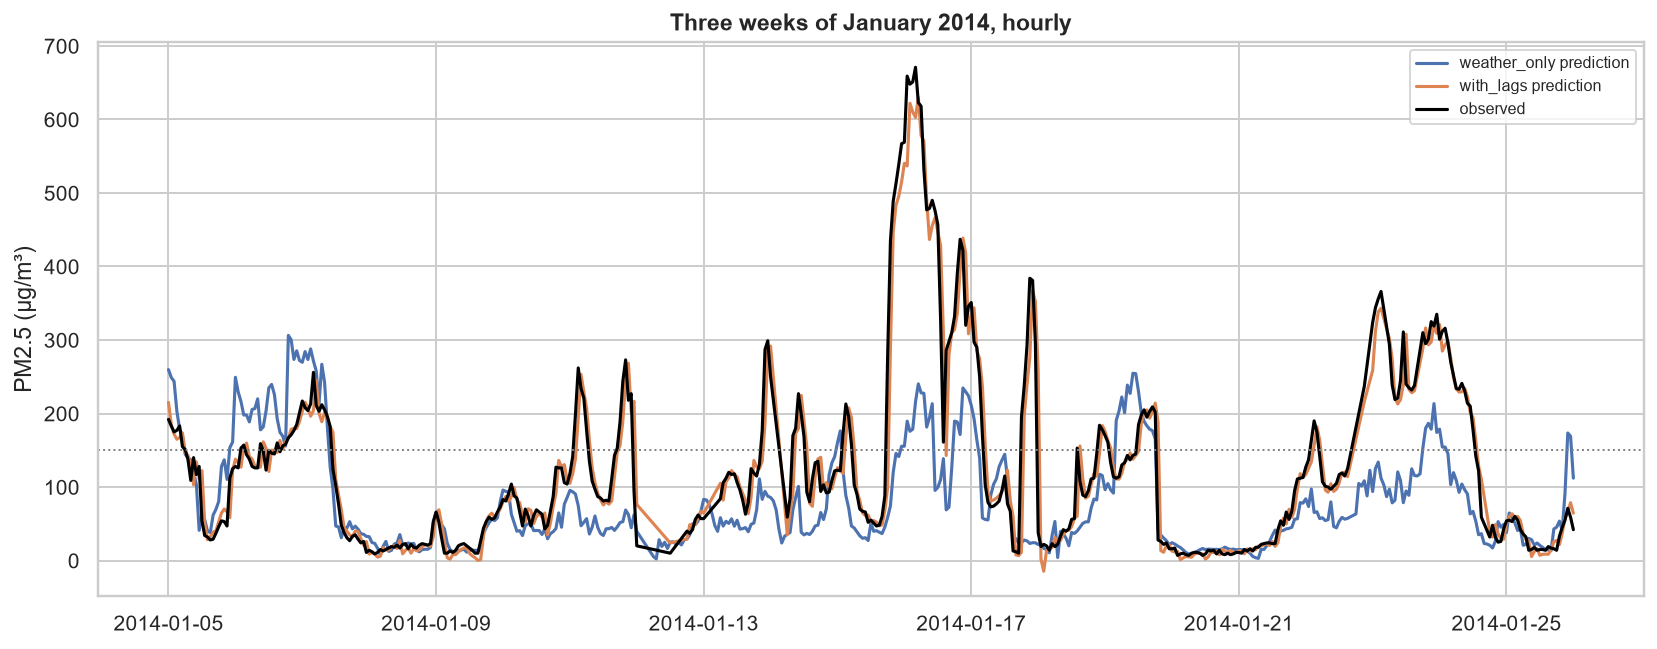 Three weeks of January 2014, hourly
weather_only prediction
with_lags prediction
observed
PM2.5 (µg/m³)
700
600
500
400
300
200
100
0
2014-01-05
2014-01-09
2014-01-13
2014-01-17
2014-01-21
2014-01-25